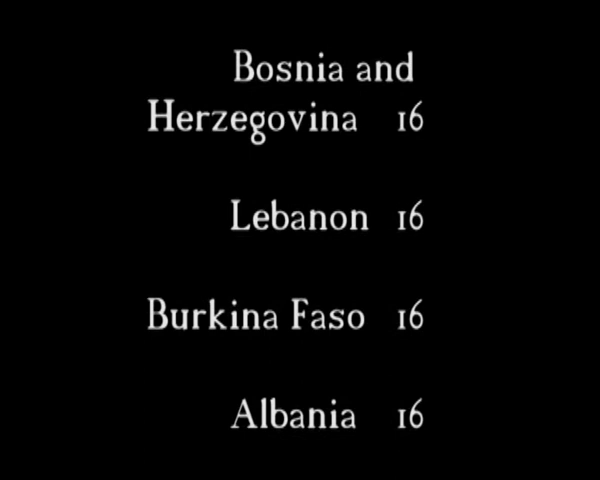 Bosnia and
Herzegovina 16
Lebanon 16
Burkina Faso 16
Albania 16